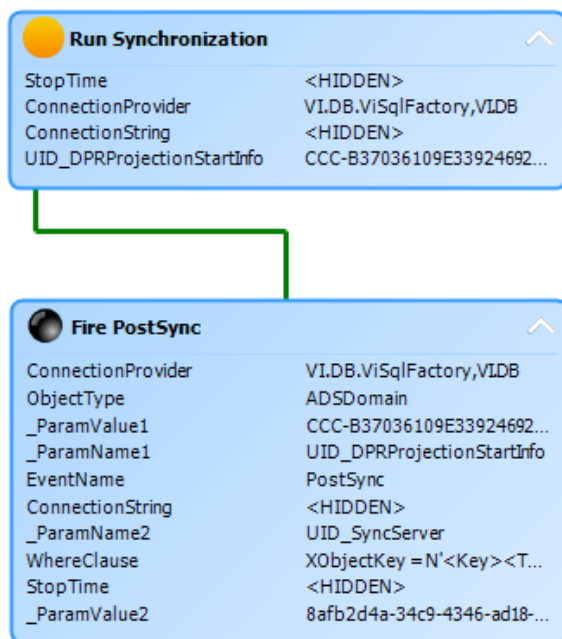 Run Synchronization
StopTime <HIDDEN>
ConnectionProvider VI.DB.ViSqlFactory,VI.DB
ConnectionString <HIDDEN>
UID_DPRProjectionStartInfo CCC-B37036109E33924692...
Fire PostSync
ConnectionProvider VI.DB.ViSqlFactory,VI.DB
ObjectType ADSDomain
_ParamValue1 CCC-B37036109E33924692...
_ParamName1 UID_DPRProjectionStartInfo
EventName PostSync
ConnectionString <HIDDEN>
_ParamName2 UID_SyncServer
WhereClause XObjectKey = N'<Key><T...
StopTime <HIDDEN>
_ParamValue2 8afb2d4a-34c9-4346-ad18-...